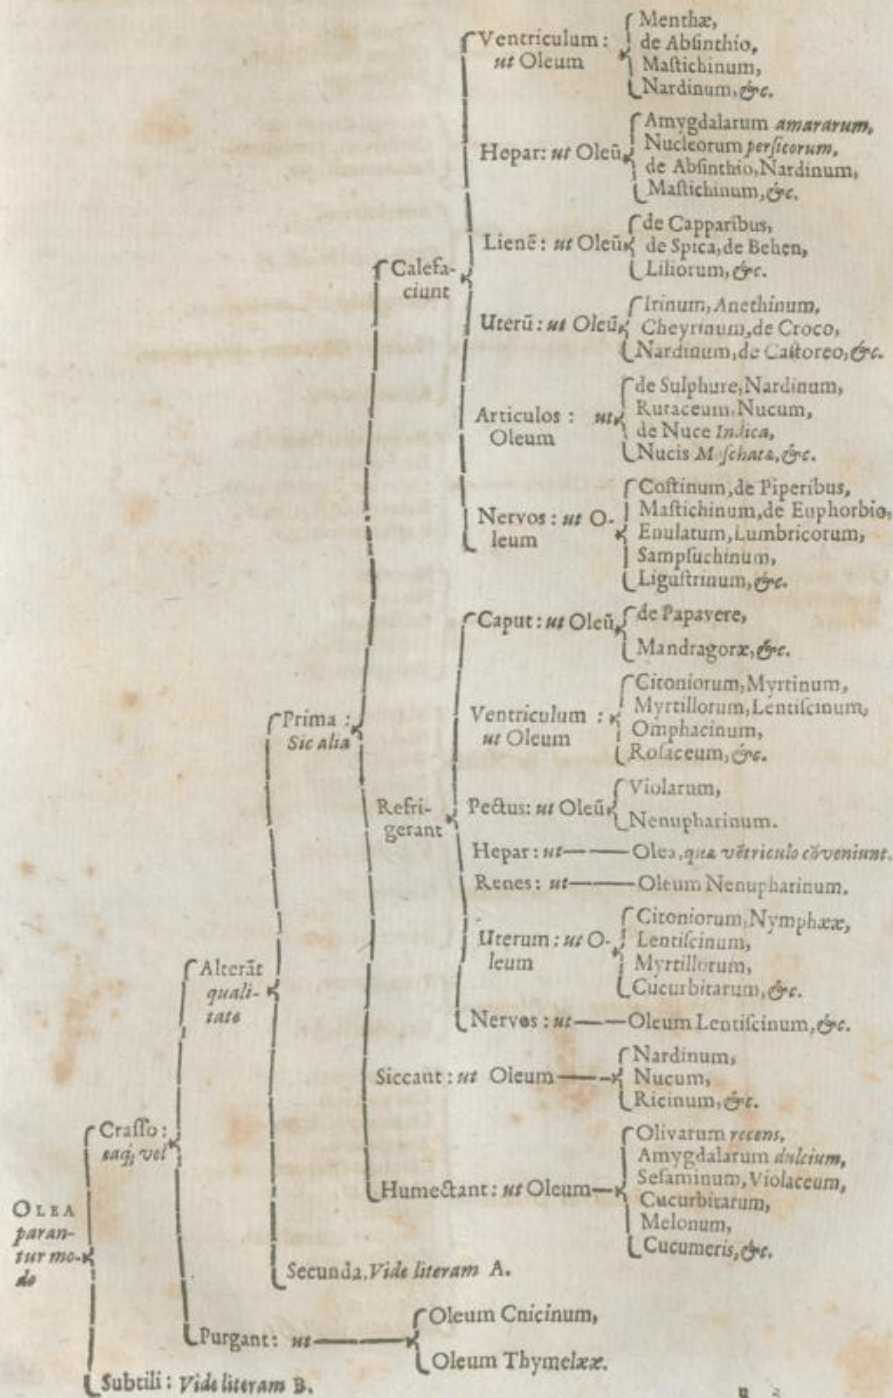 Ventriculum:
ut Oleum
Menthæ,
de Absinthio,
Mastichinum,
Nardinum, &c.
Hepar: ut Oleũ
Amygdalarum amararum,
Nucleorum persicorum,
de Absinthio, Nardinum,
Mastichinum, &c.
Lienẽ: ut Oleũ
de Capparibus,
de Spica, de Behen,
Liliorum, &c.
Calefa-
ciunt
Uterũ: ut Oleũ
Irinum, Anethinum,
Cheyrinum, de Croco,
Nardinum, de Castoreo, &c.
Articulos: ut
Oleum
de Sulphure, Nardinum,
Rutaceum, Nucum,
de Nuce Indica,
Nucis Moschatæ, &c.
Nervos: ut O-
leum
Costinum, de Piperibus,
Mastichinum, de Euphorbio,
Enulatum, Lumbricorum,
Sampsuchinum,
Ligustrinum, &c.
Caput: ut Oleũ
de Papavere,
Mandragoræ, &c.
Prima:
Sic alia
Ventriculum:
ut Oleum
Citoniorum, Myrtinum,
Myrtillorum, Lentiscinum,
Omphacinum,
Rosaceum, &c.
Refri-
gerant
Pectus: ut Oleũ
Violarum,
Nenupharinum.
Hepar: ut—Olea, quæ vẽtriculo cõveniunt.
Renes: ut—Oleum Nenupharinum.
Uterum: ut O-
leum
Citoniorum, Nymphææ,
Lentiscinum,
Myrtillorum,
Cucurbitarum, &c.
Alterãt
quali-
tate
Nervos: ut—Oleum Lentiscinum, &c.
Siccant: ut Oleum—
Nardinum,
Nucum,
Ricinum, &c.
Crasso:
eaq; vel
Humectant: ut Oleum—
Olivarum recens,
Amygdalarum dulcium,
Sesaminum, Violaceum,
Cucurbitarum,
Melonum,
Cucumeris, &c.
OLEA
paran-
tur mo-
do
Secunda. Vide literam A.
Purgant: ut—
Oleum Cnicinum,
Oleum Thymelææ.
Subtili: Vide literam B.